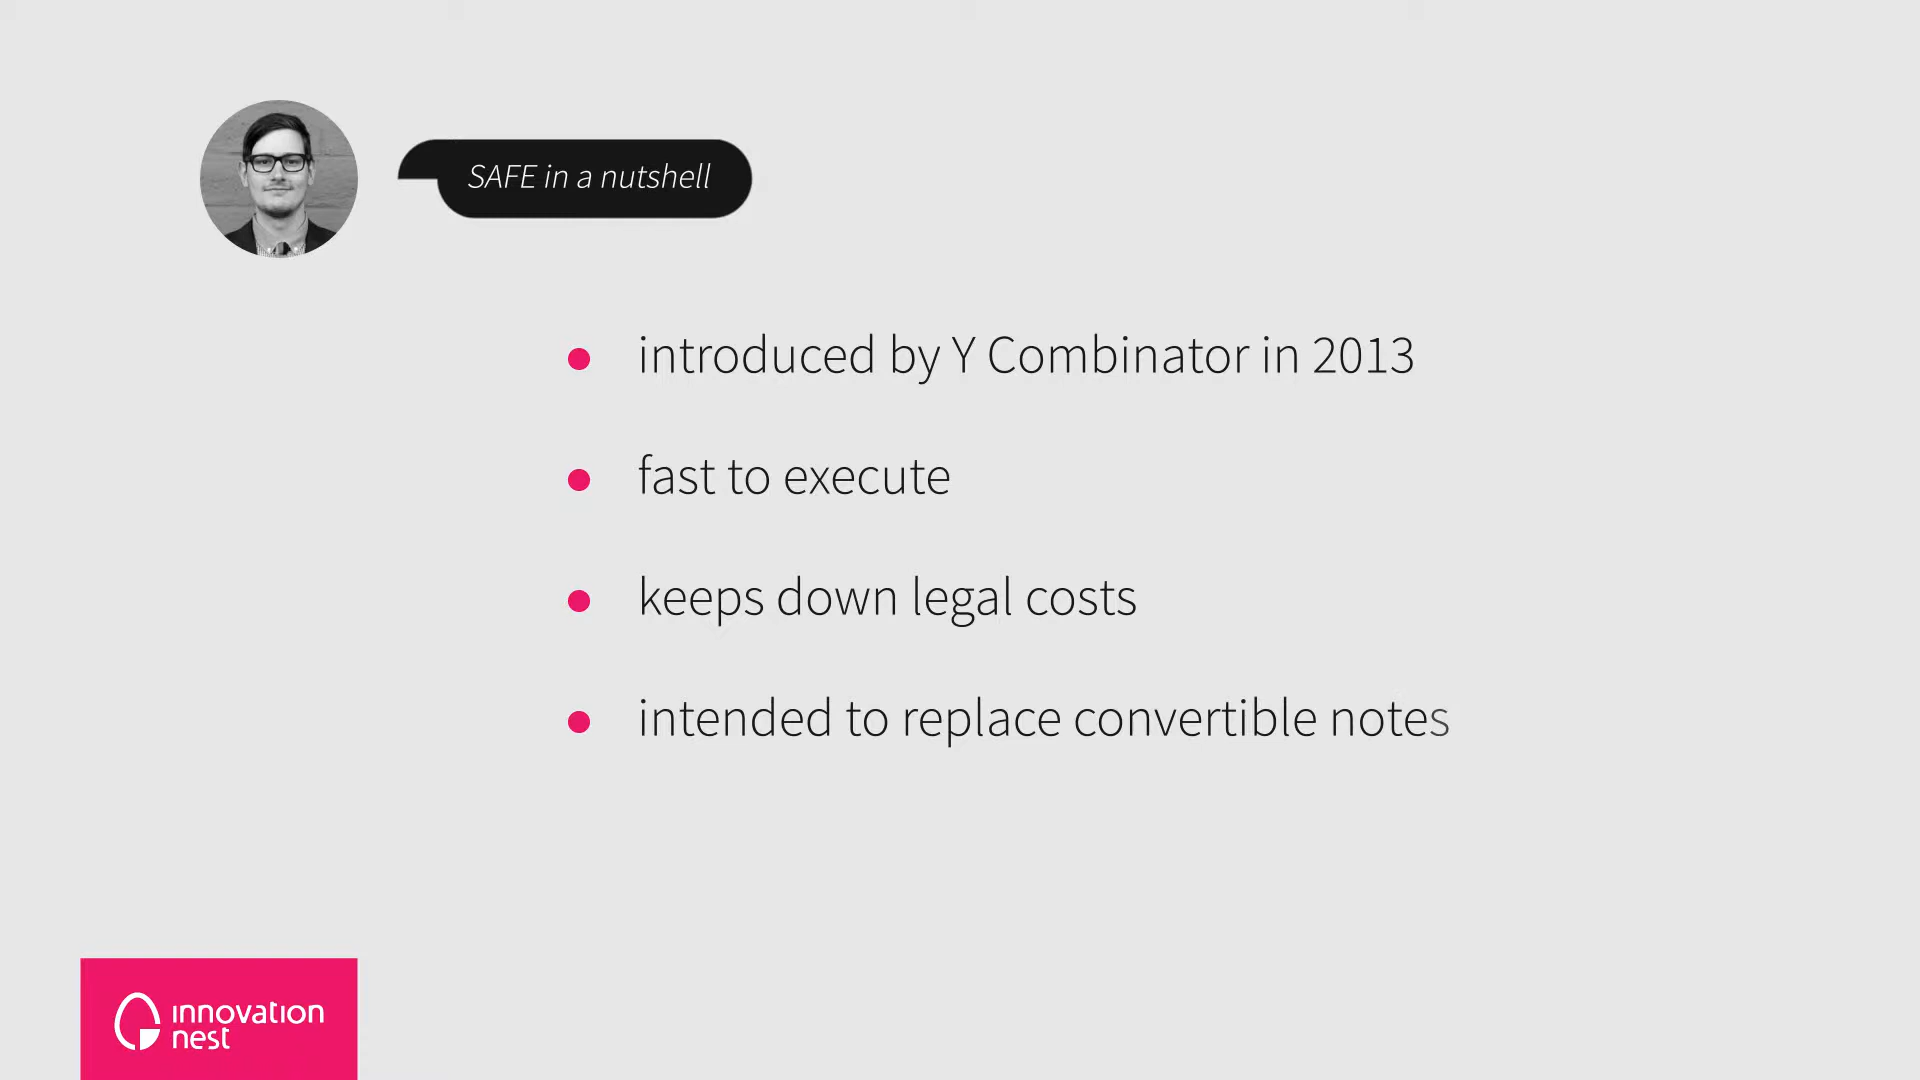 SAFE in a nutshell
introduced by Y Combinator in 2013
fast to execute
keeps down legal costs
intended to replace convertible notes
innovation
nest